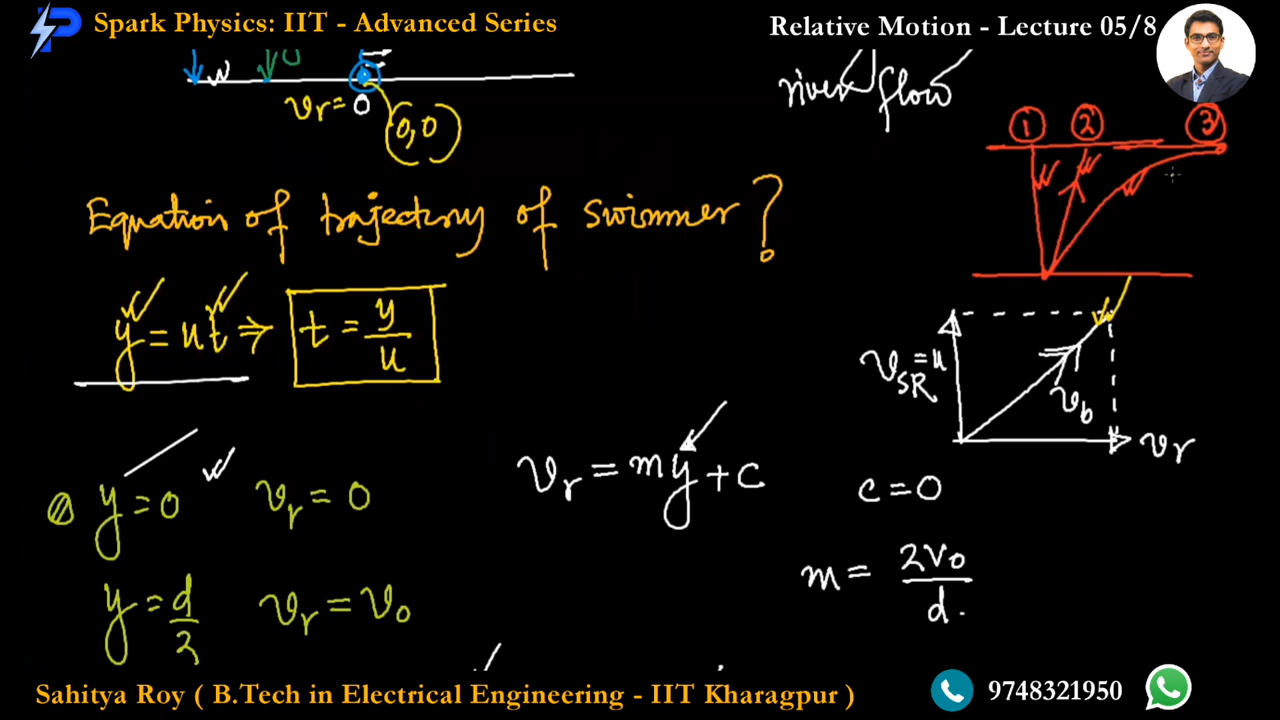 Spark Physics: IIT - Advanced Series
Relative Motion - Lecture 05/8
w u
vr = 0
(0,0)
river flow
1 2 3
Equation of trajectory of swimmer?
y = ut ⇒ t = y/u
vSR = u
vb
vr
y = 0 vr = 0
vr = my + c
c = 0
y = d/2 vr = v0
m = 2v0/d.
Sahitya Roy ( B.Tech in Electrical Engineering - IIT Kharagpur )
9748321950